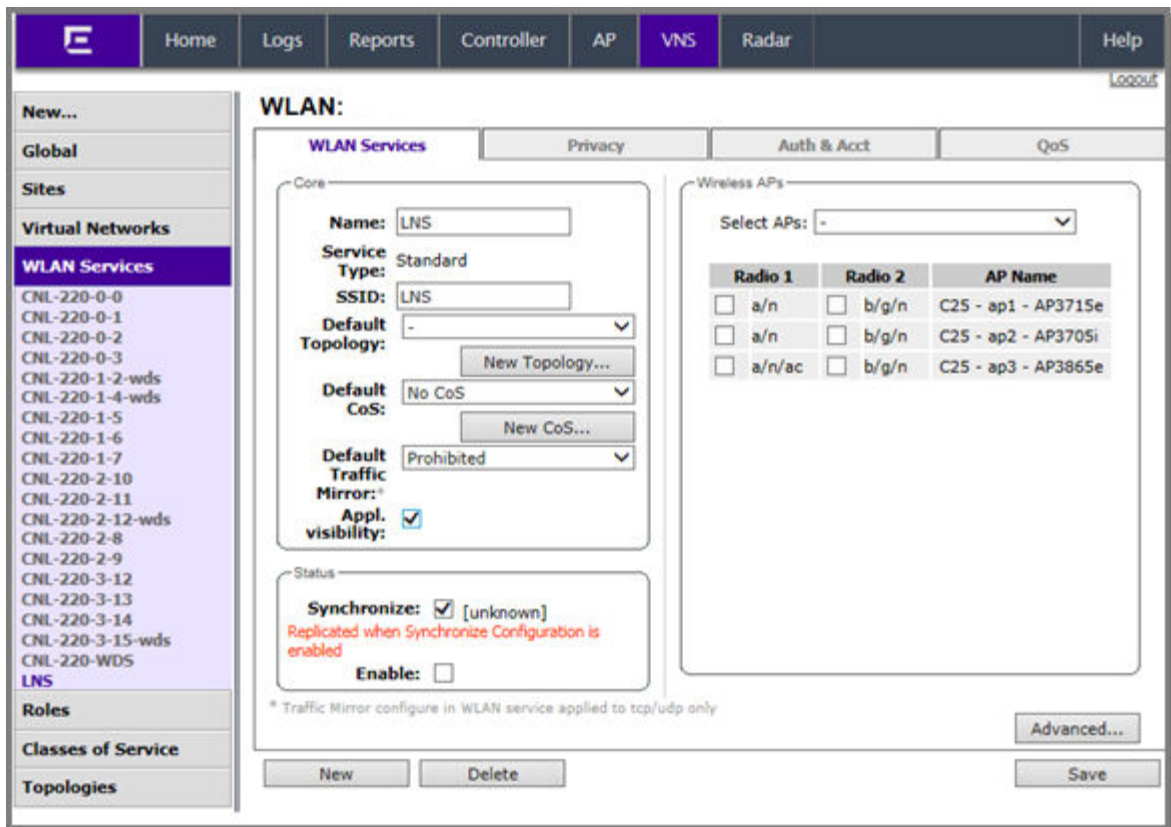 Home Logs Reports Controller AP VNS Radar Help
Logout
New...
Global
Sites
Virtual Networks
WLAN Services
CNL-220-0-0
CNL-220-0-1
CNL-220-0-2
CNL-220-0-3
CNL-220-1-2-wds
CNL-220-1-4-wds
CNL-220-1-5
CNL-220-1-6
CNL-220-1-7
CNL-220-2-10
CNL-220-2-11
CNL-220-2-12-wds
CNL-220-2-8
CNL-220-2-9
CNL-220-3-12
CNL-220-3-13
CNL-220-3-14
CNL-220-3-15-wds
CNL-220-WDS
LNS
Roles
Classes of Service
Topologies
WLAN:
WLAN Services Privacy Auth & Acct QoS
Core
Name: LNS
Service
Type: Standard
SSID: LNS
Default
Topology: -
New Topology...
Default
CoS: No CoS
New CoS...
Default
Traffic
Mirror:* Prohibited
Appl.
visibility:
Status
Synchronize: [unknown]
Replicated when Synchronize Configuration is
enabled
Enable:
* Traffic Mirror configure in WLAN service applied to tcp/udp only
Wireless APs
Select APs: -
Radio 1 Radio 2 AP Name
a/n b/g/n C25 - ap1 - AP3715e
a/n b/g/n C25 - ap2 - AP3705i
a/n/ac b/g/n C25 - ap3 - AP3865e
Advanced...
New Delete Save